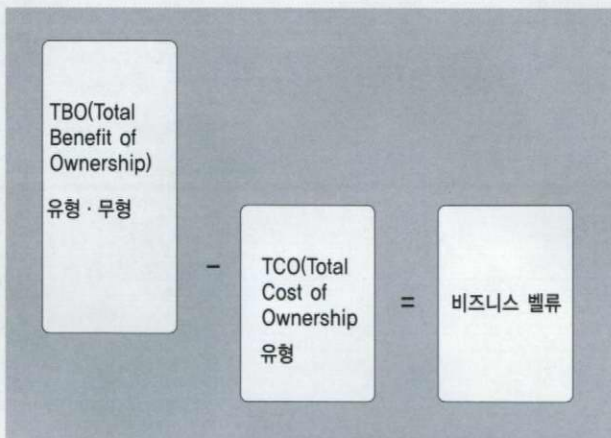 TBO(Total
Benefit of
Ownership)
유형 · 무형
-
TCO(Total
Cost of
Ownership
유형
=
비즈니스 벨류